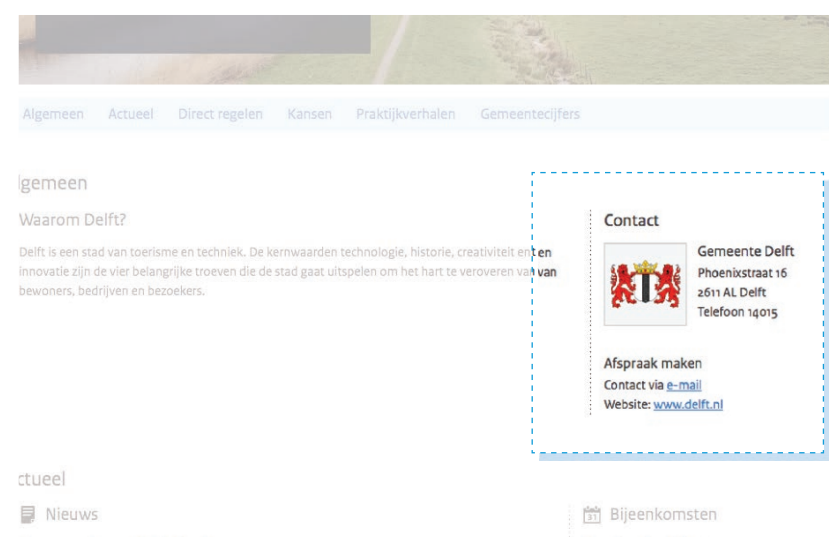 Algemeen Actueel Direct regelen Kansen Praktijkverhalen Gemeentecijfers
lgemeen
Waarom Delft?
Delft is een stad van toerisme en techniek. De kernwaarden technologie, historie, creativiteit en
innovatie zijn de vier belangrijke troeven die de stad gaat uitspelen om het hart te veroveren van
bewoners, bedrijven en bezoekers.
Contact
Gemeente Delft
Phoenixstraat 16
2611 AL Delft
Telefoon 14015
Afspraak maken
Contact via e-mail
Website: www.delft.nl
ctueel
Nieuws
31 Bijeenkomsten